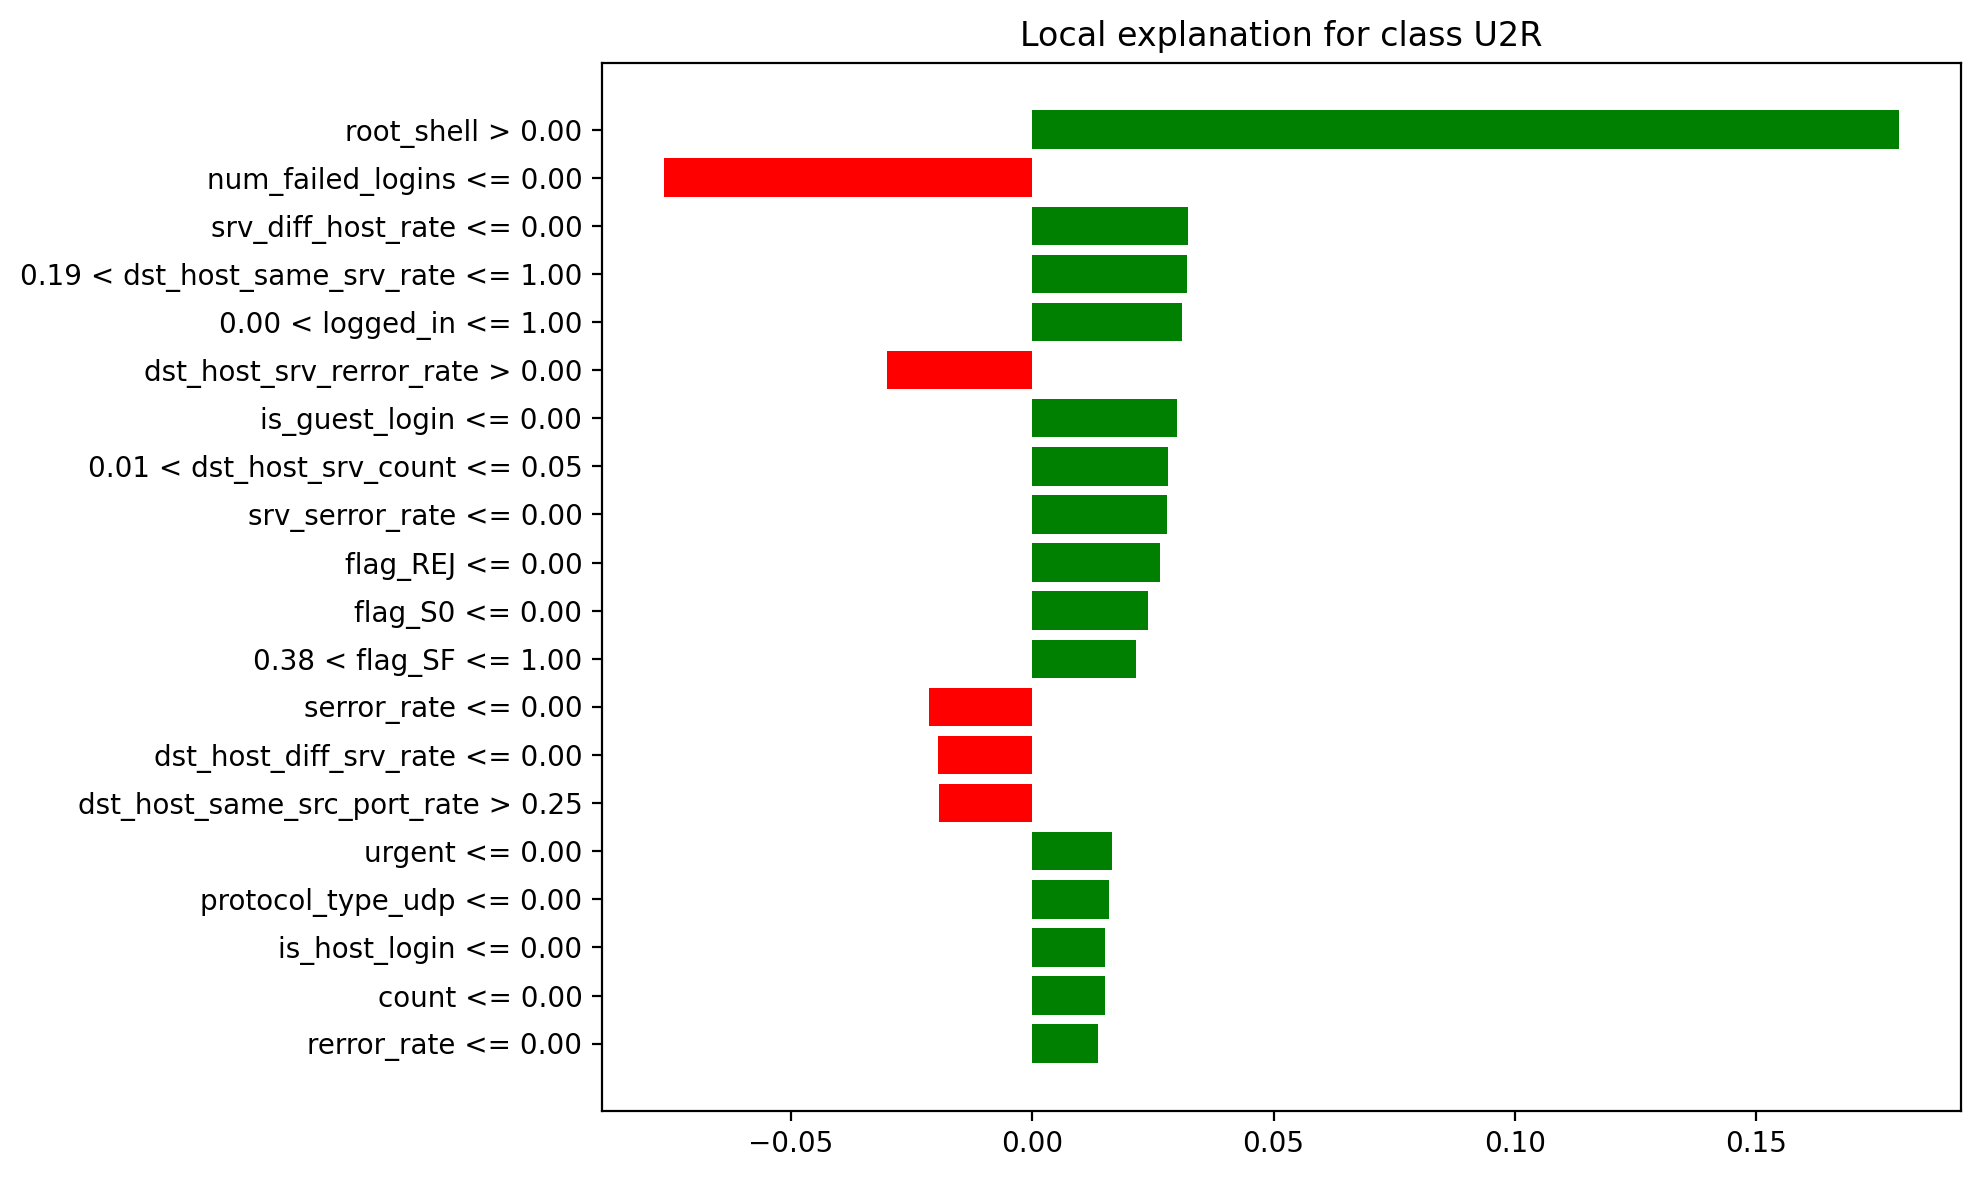 Local explanation for class U2R
root_shell > 0.00
num_failed_logins <= 0.00
srv_diff_host_rate <= 0.00
0.19 < dst_host_same_srv_rate <= 1.00
0.00 < logged_in <= 1.00
dst_host_srv_rerror_rate > 0.00
is_guest_login <= 0.00
0.01 < dst_host_srv_count <= 0.05
srv_serror_rate <= 0.00
flag_REJ <= 0.00
flag_S0 <= 0.00
0.38 < flag_SF <= 1.00
serror_rate <= 0.00
dst_host_diff_srv_rate <= 0.00
dst_host_same_src_port_rate > 0.25
urgent <= 0.00
protocol_type_udp <= 0.00
is_host_login <= 0.00
count <= 0.00
rerror_rate <= 0.00
−0.05 0.00 0.05 0.10 0.15